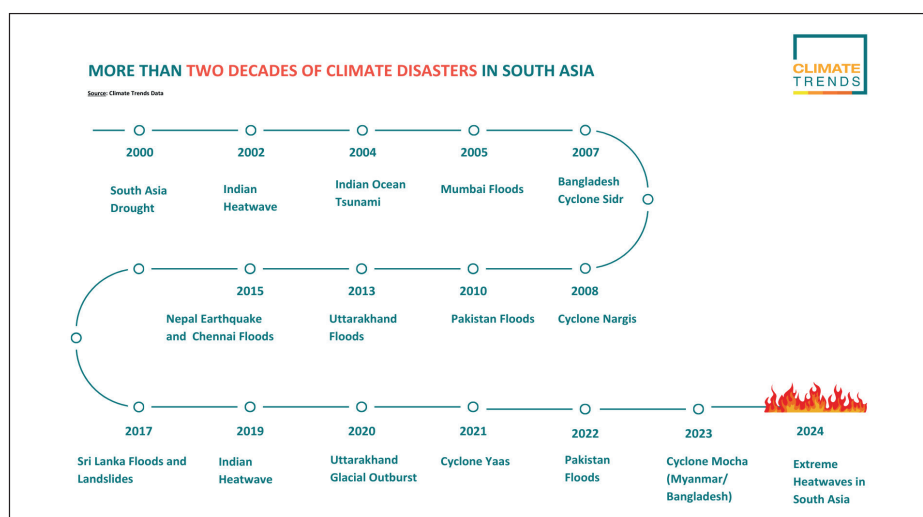 MORE THAN TWO DECADES OF CLIMATE DISASTERS IN SOUTH ASIA
CLIMATE
TRENDS
Source: Climate Trends Data
2000
2002
2004
2005
2007
South Asia
Drought
Indian
Heatwave
Indian Ocean
Tsunami
Mumbai Floods
Bangladesh
Cyclone Sidr
2015
2013
2010
2008
Nepal Earthquake
and Chennai Floods
Uttarakhand
Floods
Pakistan Floods
Cyclone Nargis
2017
2019
2020
2021
2022
2023
2024
Sri Lanka Floods and
Landslides
Indian
Heatwave
Uttarakhand
Glacial Outburst
Cyclone Yaas
Pakistan
Floods
Cyclone Mocha
(Myanmar/
Bangladesh)
Extreme
Heatwaves in
South Asia